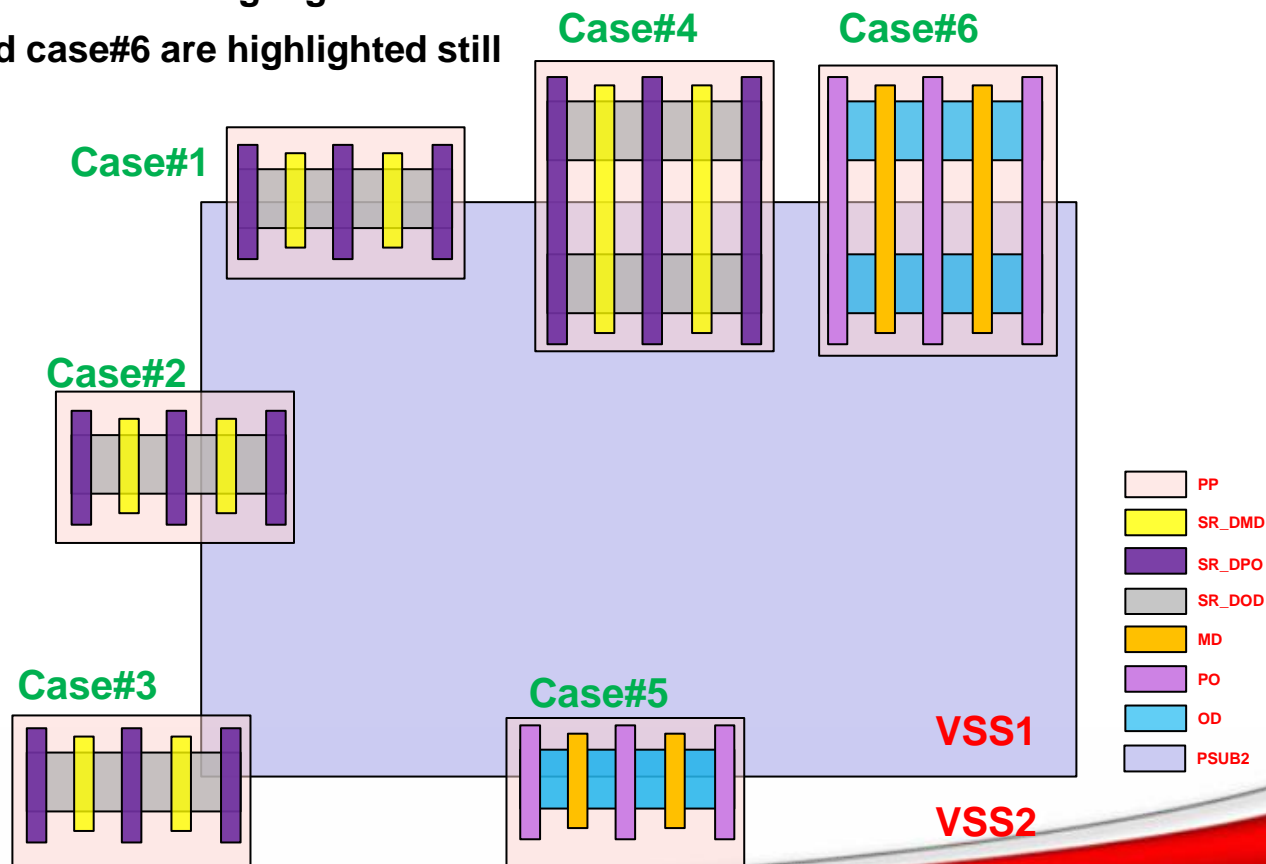 d case#6 are highlighted still
Case#4
Case#6
Case#1
Case#2
Case#3
Case#5
VSS1
VSS2
PP
SR_DMD
SR_DPO
SR_DOD
MD
PO
OD
PSUB2